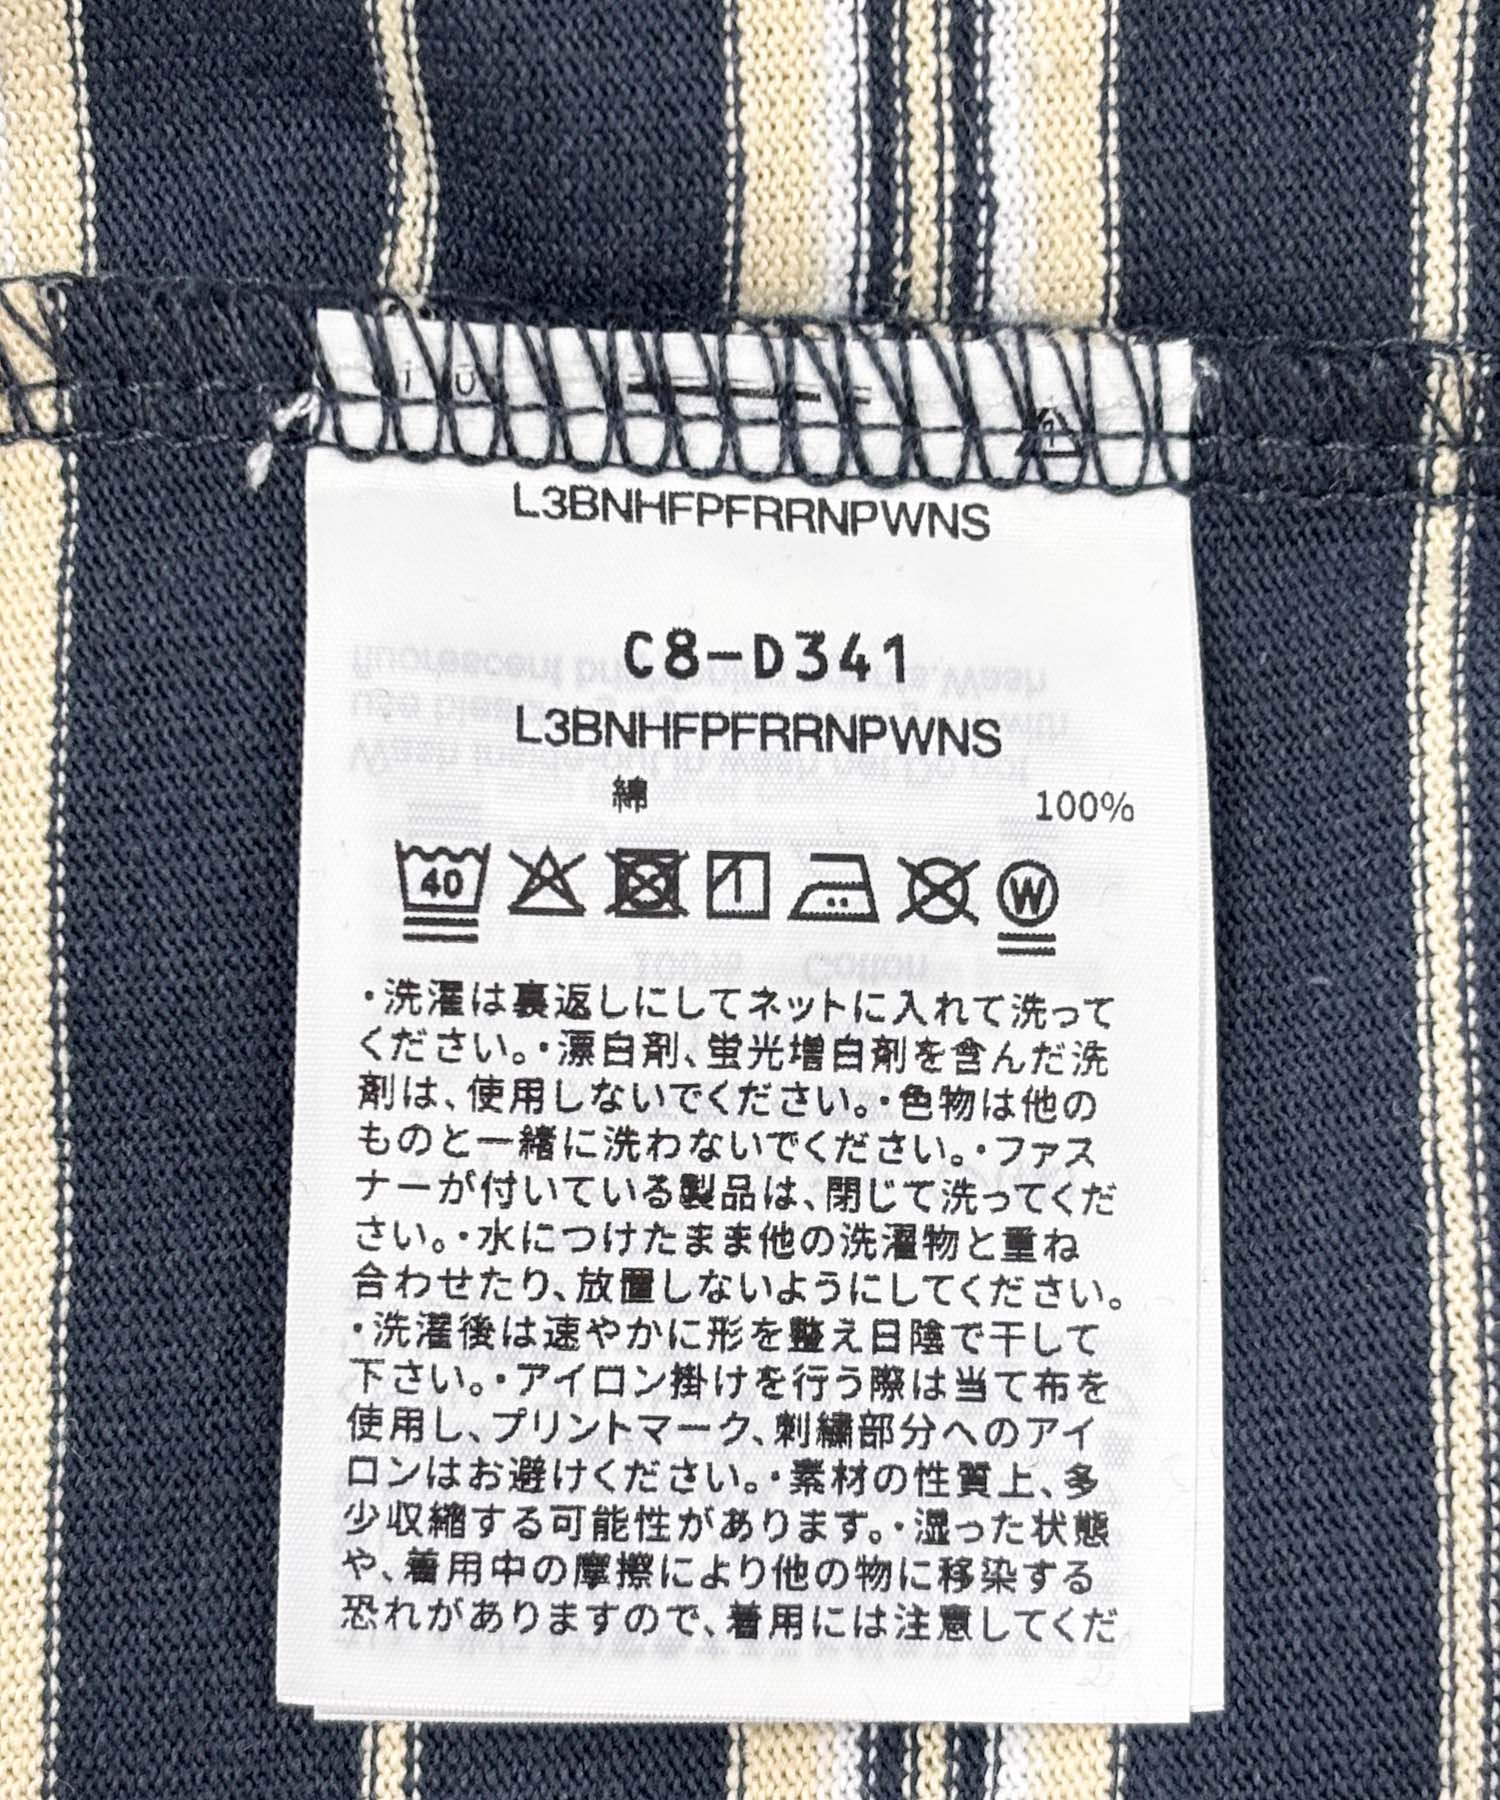 L3BNHFPFRRNPWNS
C8-D341
L3BNHFPFRRNPWNS
綿 100%
40 W
・洗濯は裏返しにしてネットに入れて洗って
ください。・漂白剤、蛍光増白剤を含んだ洗
剤は、使用しないでください。・色物は他の
ものと一緒に洗わないでください。・ファス
ナーが付いている製品は、閉じて洗ってくだ
さい。・水につけたまま他の洗濯物と重ね
合わせたり、放置しないようにしてください。
・洗濯後は速やかに形を整え日陰で干して
下さい。・アイロン掛けを行う際は当て布を
使用し、プリントマーク、刺繍部分へのアイ
ロンはお避けください。・素材の性質上、多
少収縮する可能性があります。・湿った状態
や、着用中の摩擦により他の物に移染する
恐れがありますので、着用には注意してくだ